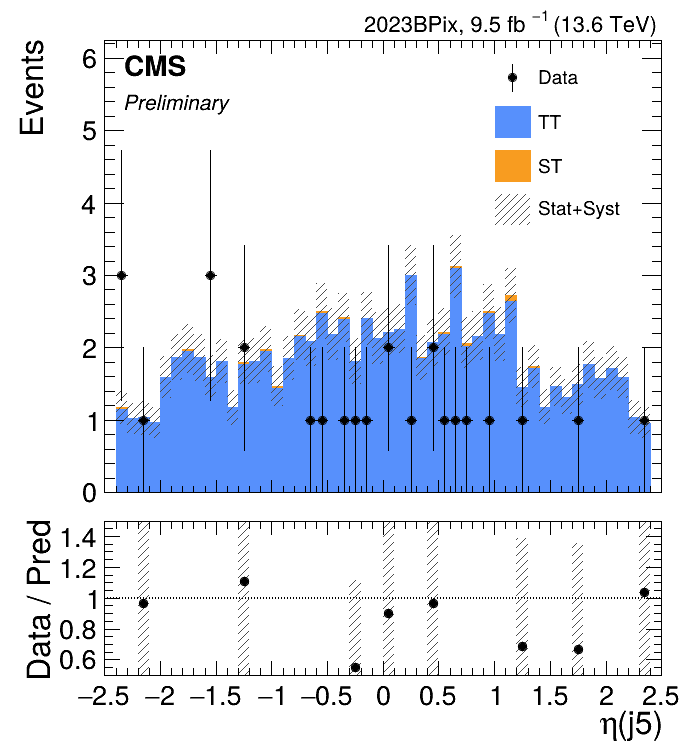 2023BPix, 9.5 fb⁻¹ (13.6 TeV)
CMS
Preliminary
Data
TT
ST
Stat+Syst
Events
6
5
4
3
2
1
0
Data / Pred
1.4
1.2
1
0.8
0.6
−2.5 −2 −1.5 −1 −0.5 0 0.5 1 1.5 2 2.5
η(j5)